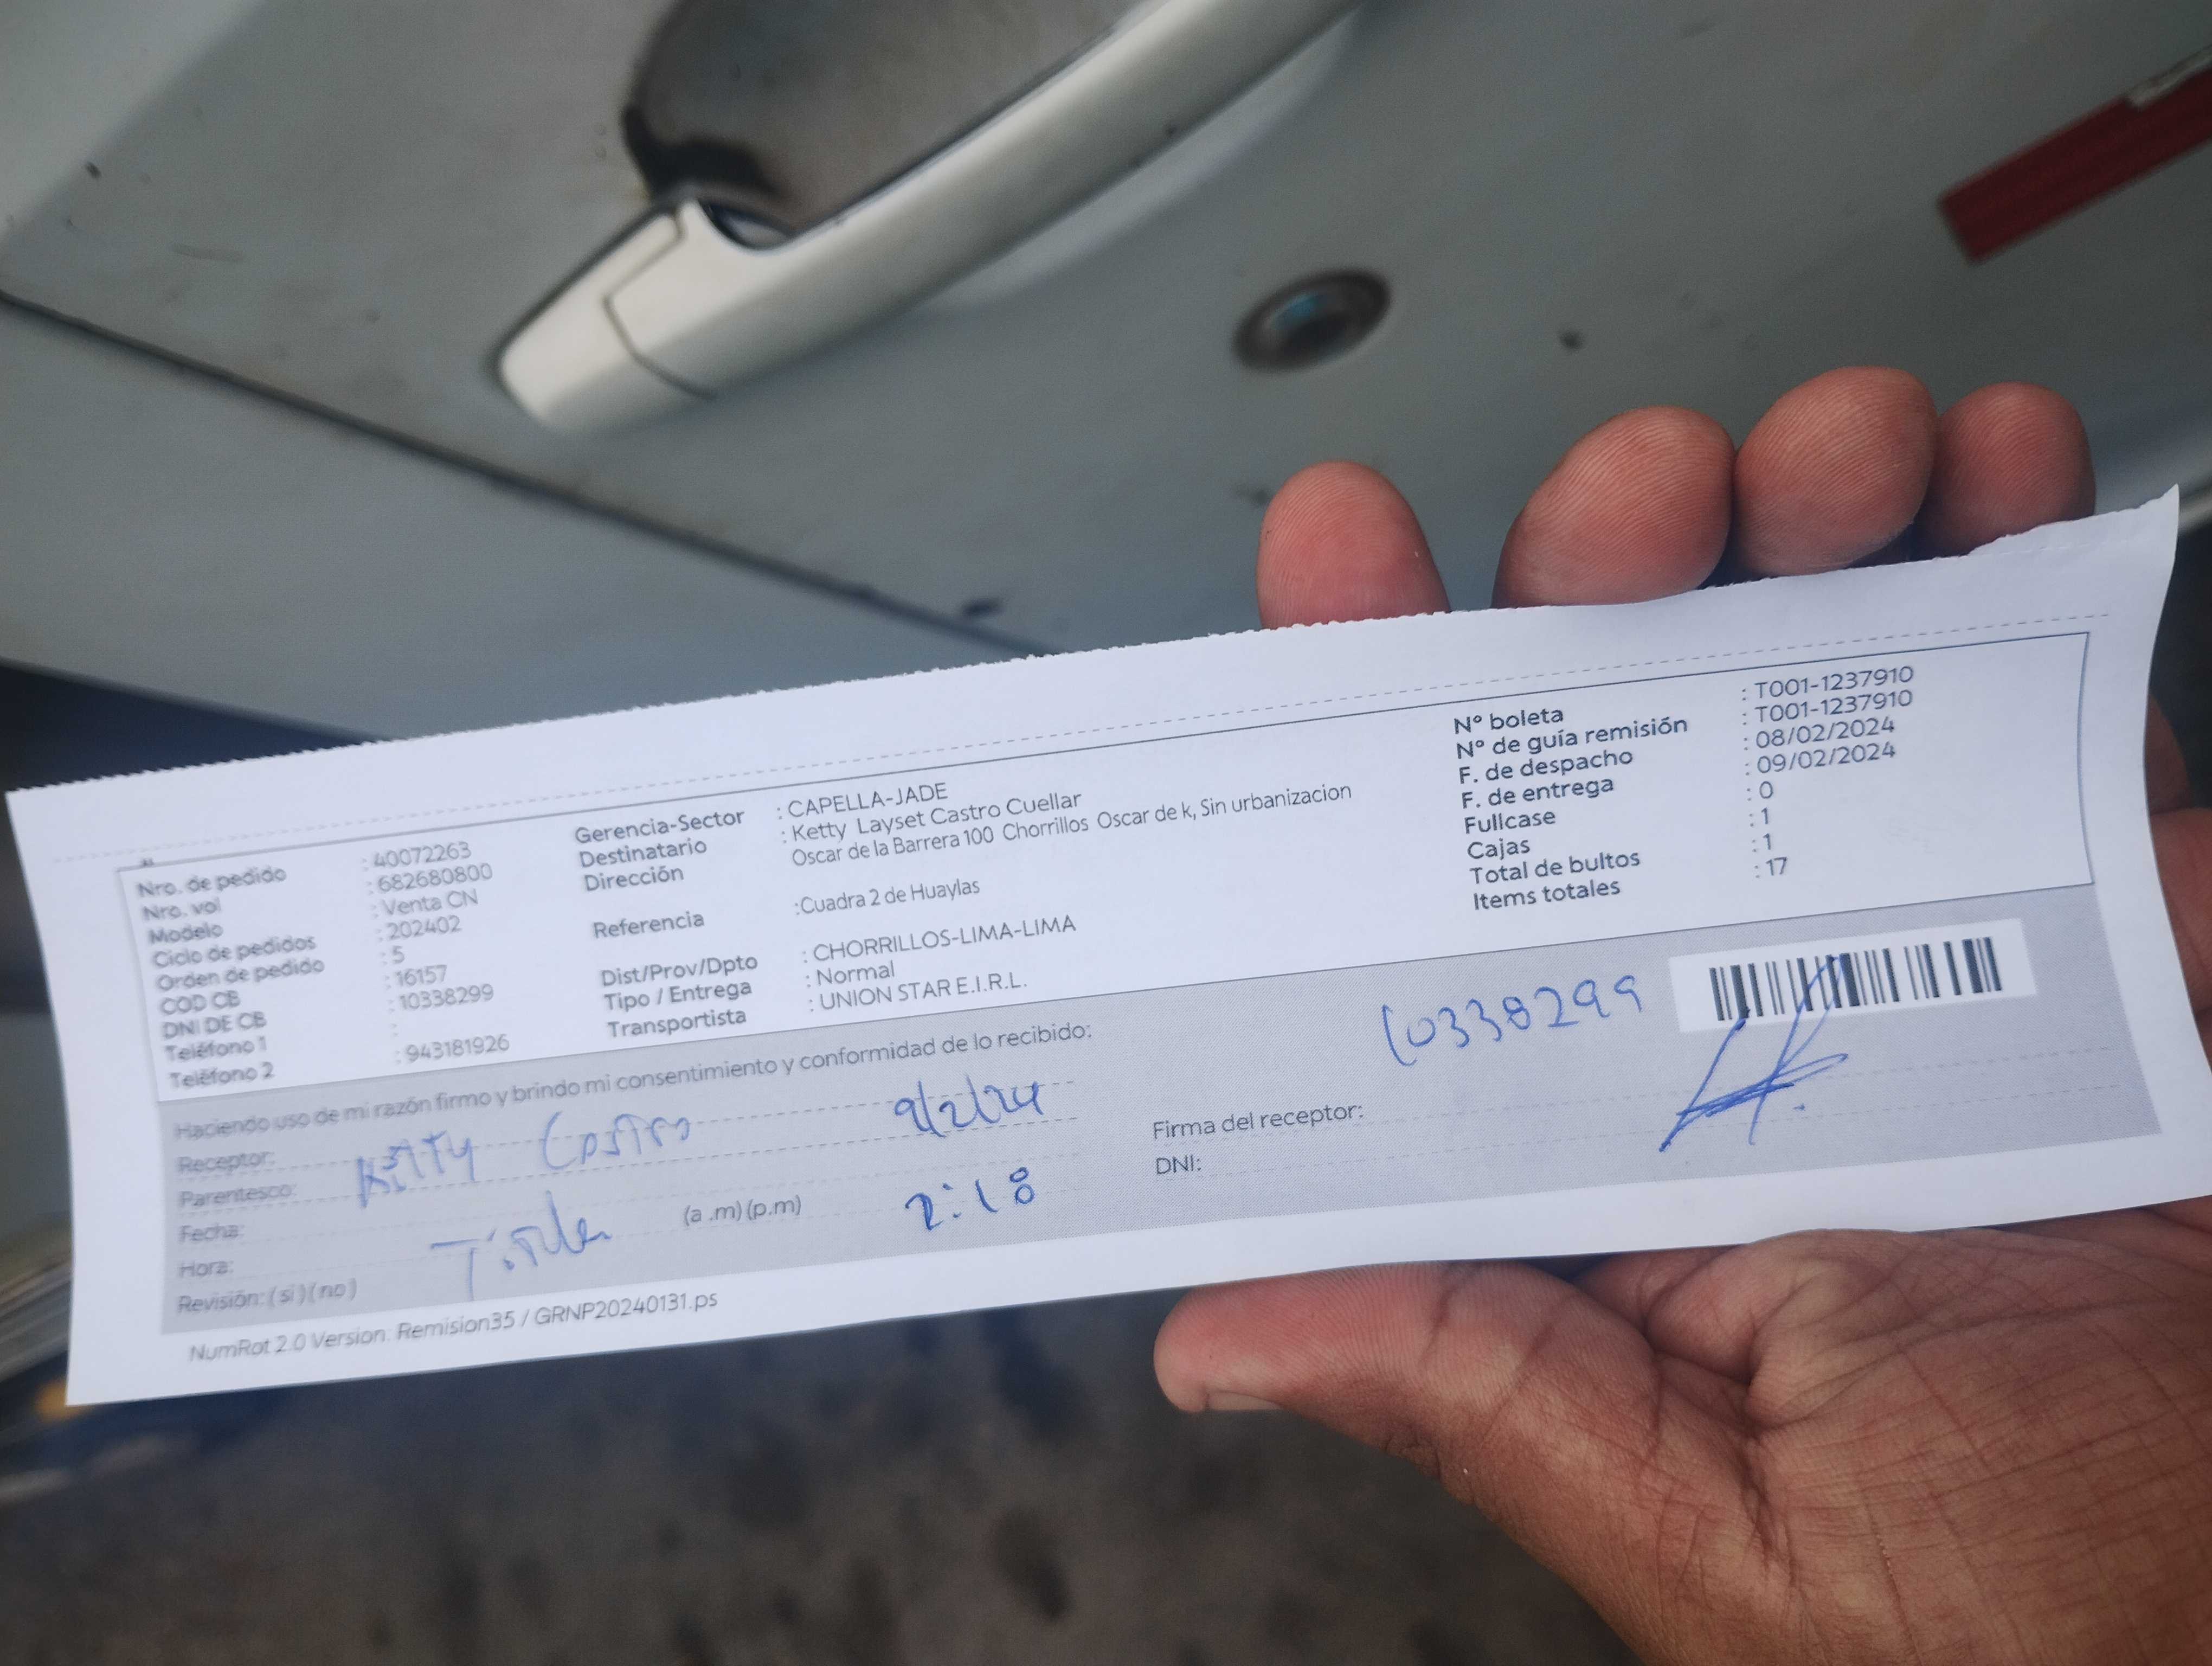 Nro. de pedido : 40072263
Nro. vol : 682680800
Modelo : Venta CN
Ciclo de pedidos : 202402
Orden de pedido : 5
COD CB : 16157
DNI DE CB : 10338299
Teléfono 1 :
Teléfono 2 : 943181926
Gerencia-Sector : CAPELLA-JADE
Destinatario : Ketty Layset Castro Cuellar
Dirección Oscar de la Barrera 100 Chorrillos Oscar de k, Sin urbanizacion
Referencia :Cuadra 2 de Huaylas
Dist/Prov/Dpto : CHORRILLOS-LIMA-LIMA
Tipo / Entrega : Normal
Transportista : UNION STAR E.I.R.L.
Nº boleta : T001-1237910
Nº de guía remisión : T001-1237910
F. de despacho : 08/02/2024
F. de entrega : 09/02/2024
Fullcase : 0
Cajas : 1
Total de bultos : 1
Items totales : 17
Haciendo uso de mi razón firmo y brindo mi consentimiento y conformidad de lo recibido:
Receptor:
Parentesco: Castro 9/2/24
Fecha:
Hora: (a .m) (p.m) 2:18
Revisión: ( si ) ( no )
10338299
Firma del receptor:
DNI:
NumRot 2.0 Version. Remision35 / GRNP20240131.ps